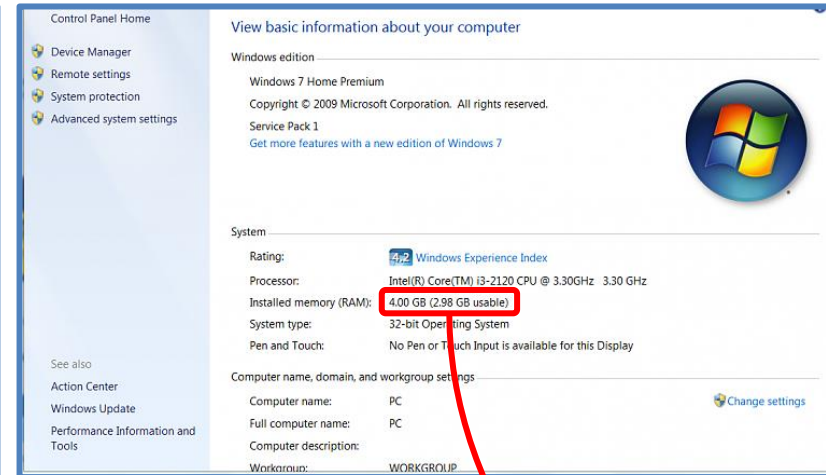 Control Panel Home
Device Manager
Remote settings
System protection
Advanced system settings
See also
Action Center
Windows Update
Performance Information and
Tools
View basic information about your computer
Windows edition
Windows 7 Home Premium
Copyright © 2009 Microsoft Corporation. All rights reserved.
Service Pack 1
Get more features with a new edition of Windows 7
System
Rating: 4,2 Windows Experience Index
Processor: Intel(R) Core(TM) i3-2120 CPU @ 3.30GHz 3.30 GHz
Installed memory (RAM): 4.00 GB (2.98 GB usable)
System type: 32-bit Operating System
Pen and Touch: No Pen or Touch Input is available for this Display
Computer name, domain, and workgroup settings
Computer name: PC Change settings
Full computer name: PC
Computer description:
Workgroup: WORKGROUP